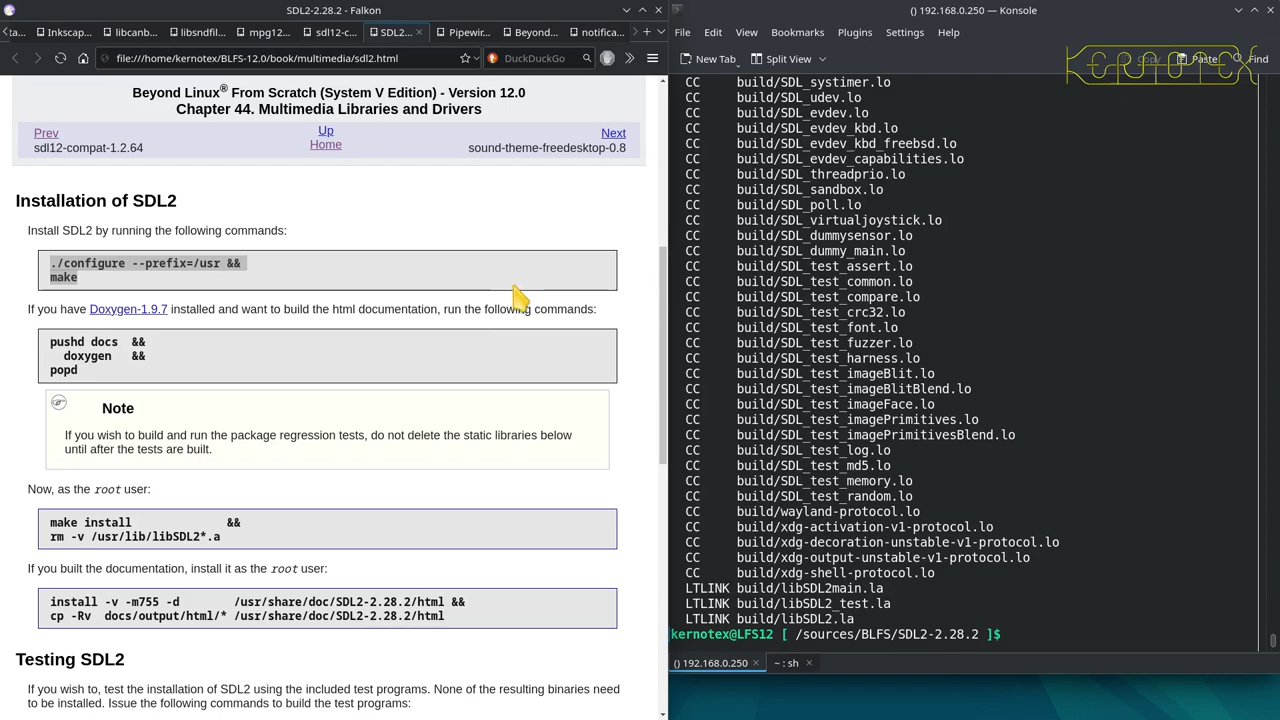 SDL2-2.28.2 - Falkon
ta...
Inkscap...
libcanb...
libsndfil...
mpg12...
sdl12-c...
SDL2...
Pipewir...
Beyond...
notifica...
file:///home/kernotex/BLFS-12.0/book/multimedia/sdl2.html
DuckDuckGo
Beyond Linux® From Scratch (System V Edition) - Version 12.0
Chapter 44. Multimedia Libraries and Drivers
Prev
Up
Next
sdl12-compat-1.2.64
Home
sound-theme-freedesktop-0.8
Installation of SDL2
Install SDL2 by running the following commands:
./configure --prefix=/usr &&
make
If you have Doxygen-1.9.7 installed and want to build the html documentation, run the following commands:
pushd docs  &&
doxygen   &&
popd
Note
If you wish to build and run the package regression tests, do not delete the static libraries below
until after the tests are built.
Now, as the root user:
make install             &&
rm -v /usr/lib/libSDL2*.a
If you built the documentation, install it as the root user:
install -v -m755 -d        /usr/share/doc/SDL2-2.28.2/html &&
cp -Rv  docs/output/html/* /usr/share/doc/SDL2-2.28.2/html
Testing SDL2
If you wish to, test the installation of SDL2 using the included test programs. None of the resulting binaries need
to be installed. Issue the following commands to build the test programs:
() 192.168.0.250 — Konsole
File
Edit
View
Bookmarks
Plugins
Settings
Help
New Tab
Split View
Copy
Paste
Find
KernoteX
CC     build/SDL_systimer.lo
CC     build/SDL_udev.lo
CC     build/SDL_evdev.lo
CC     build/SDL_evdev_kbd.lo
CC     build/SDL_evdev_kbd_freebsd.lo
CC     build/SDL_evdev_capabilities.lo
CC     build/SDL_threadprio.lo
CC     build/SDL_sandbox.lo
CC     build/SDL_poll.lo
CC     build/SDL_virtualjoystick.lo
CC     build/SDL_dummysensor.lo
CC     build/SDL_dummy_main.lo
CC     build/SDL_test_assert.lo
CC     build/SDL_test_common.lo
CC     build/SDL_test_compare.lo
CC     build/SDL_test_crc32.lo
CC     build/SDL_test_font.lo
CC     build/SDL_test_fuzzer.lo
CC     build/SDL_test_harness.lo
CC     build/SDL_test_imageBlit.lo
CC     build/SDL_test_imageBlitBlend.lo
CC     build/SDL_test_imageFace.lo
CC     build/SDL_test_imagePrimitives.lo
CC     build/SDL_test_imagePrimitivesBlend.lo
CC     build/SDL_test_log.lo
CC     build/SDL_test_md5.lo
CC     build/SDL_test_memory.lo
CC     build/SDL_test_random.lo
CC     build/wayland-protocol.lo
CC     build/xdg-activation-v1-protocol.lo
CC     build/xdg-decoration-unstable-v1-protocol.lo
CC     build/xdg-output-unstable-v1-protocol.lo
CC     build/xdg-shell-protocol.lo
LTLINK build/libSDL2main.la
LTLINK build/libSDL2_test.la
LTLINK build/libSDL2.la
kernotex@LFS12 [ /sources/BLFS/SDL2-2.28.2 ]$
() 192.168.0.250
~ : sh